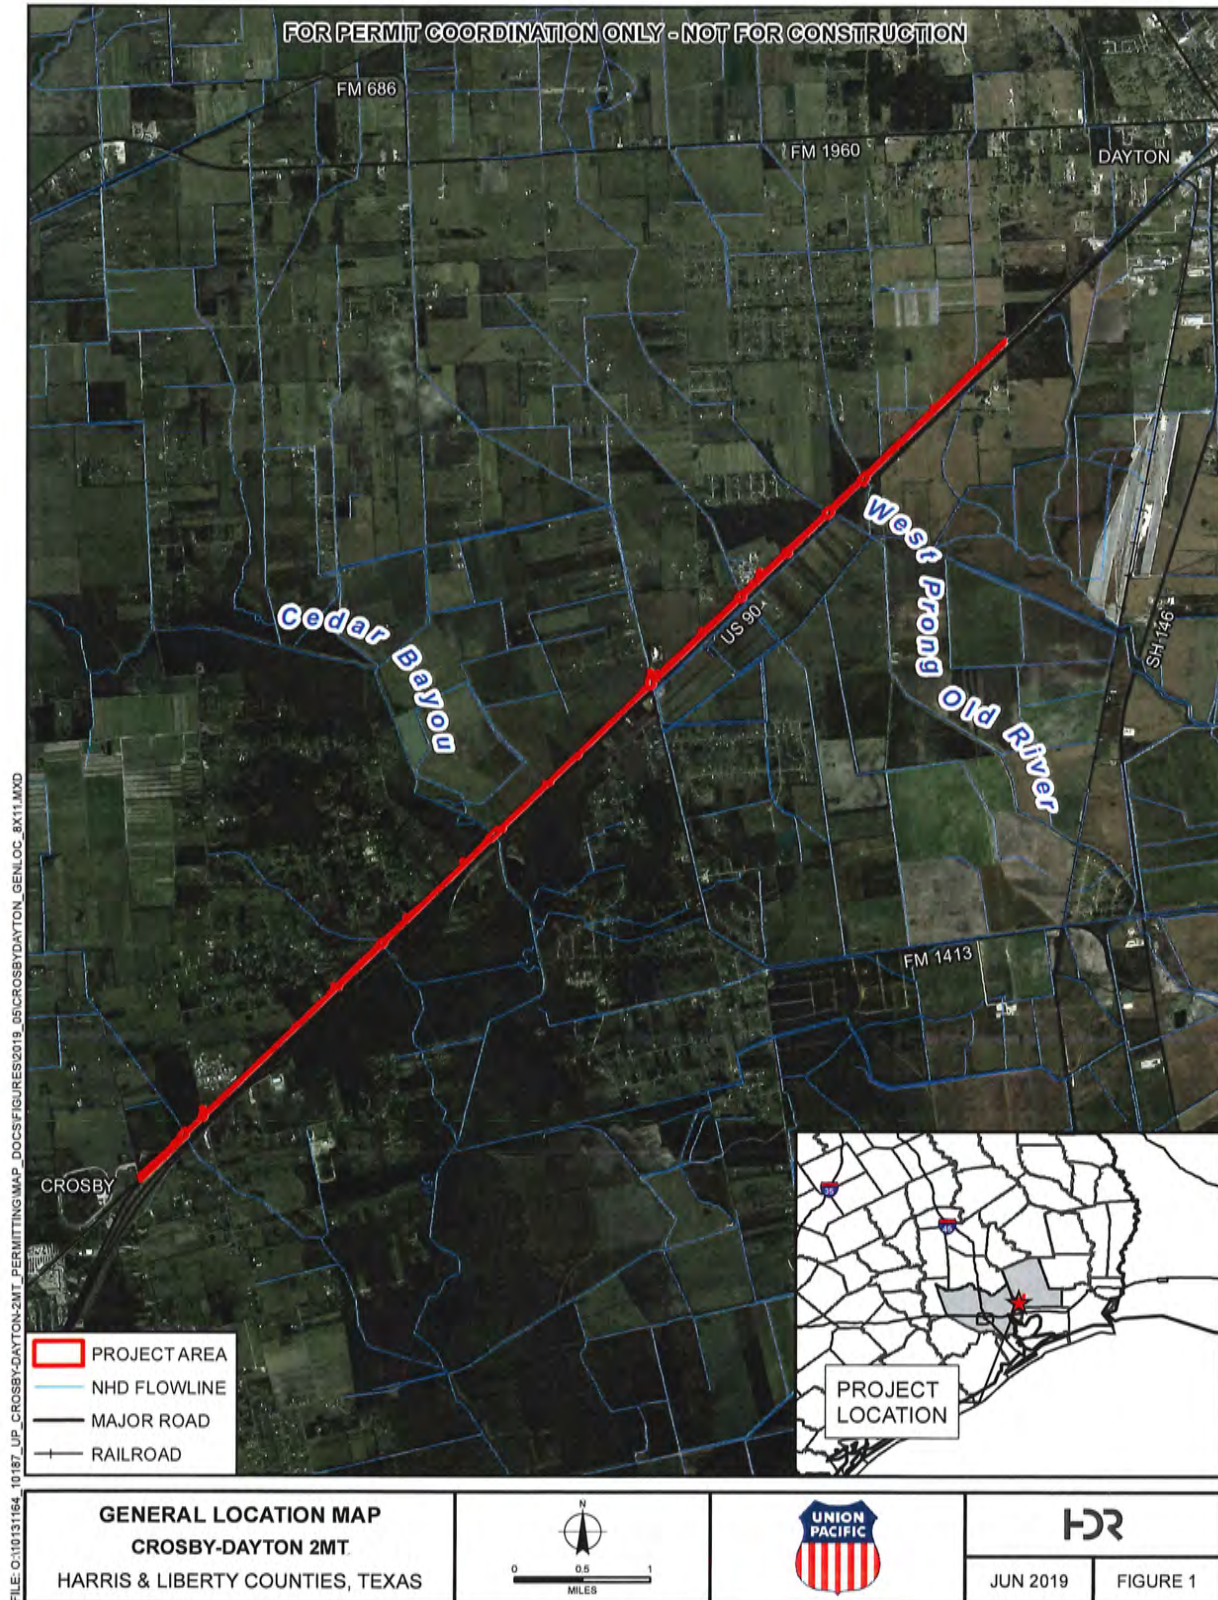 FOR PERMIT COORDINATION ONLY - NOT FOR CONSTRUCTION
FM 686
FM 1960
DAYTON
West Prong Old River
Cedar Bayou
US 90
SH 146
FM 1413
CROSBY
35
45
PROJECT
LOCATION
PROJECT AREA
NHD FLOWLINE
MAJOR ROAD
RAILROAD
FILE: O:\10131164_10187_UP_CROSBY-DAYTON-2MT_PERMITTING\MAP_DOCS\FIGURES\2019_05\CROSBYDAYTON_GENLOC_8X11.MXD
GENERAL LOCATION MAP
CROSBY-DAYTON 2MT
HARRIS & LIBERTY COUNTIES, TEXAS
N
0 0.5 1
MILES
UNION
PACIFIC
HDR
JUN 2019
FIGURE 1